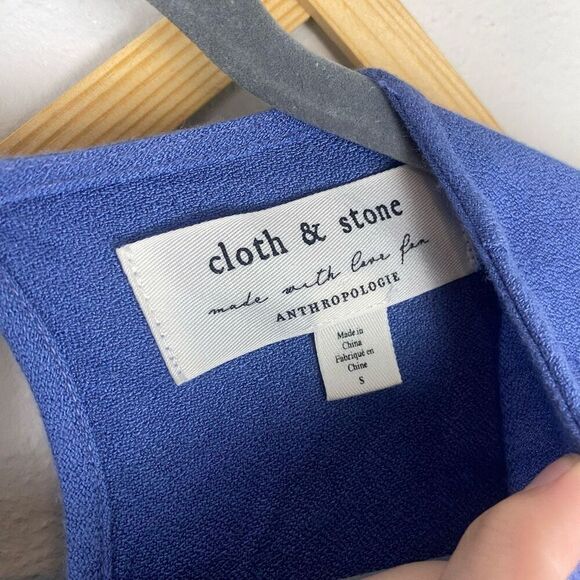 cloth & stone
made with love for
ANTHROPOLOGIE
Made in
China
Fabriqué en
Chine
S